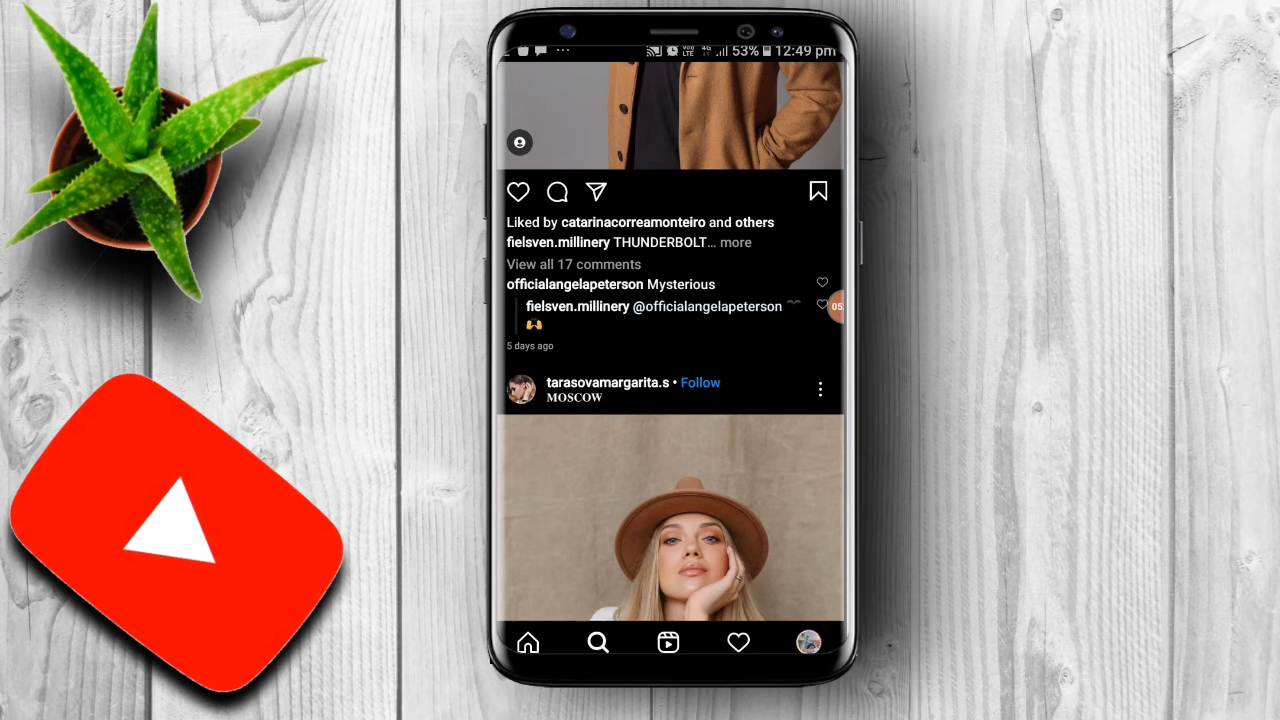 53% 12:49 pm
Liked by catarinacorreamonteiro and others
fielsven.millinery THUNDERBOLT... more
View all 17 comments
officialangelapeterson Mysterious
fielsven.millinery @officialangelapeterson
5 days ago
tarasovamargarita.s • Follow
MOSCOW